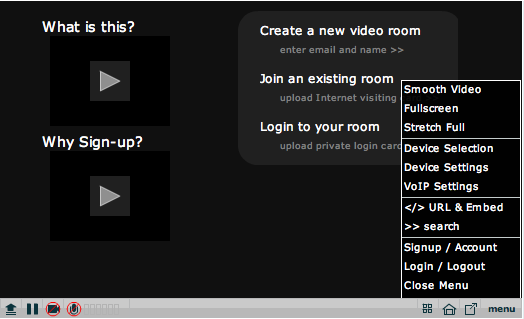 What is this?
Why Sign-up?
Create a new video room
enter email and name >>
Join an existing room
upload Internet visiting
Login to your room
upload private login card
Smooth Video
Fullscreen
Stretch Full
Device Selection
Device Settings
VoIP Settings
</> URL & Embed
>> search
Signup / Account
Login / Logout
Close Menu
menu